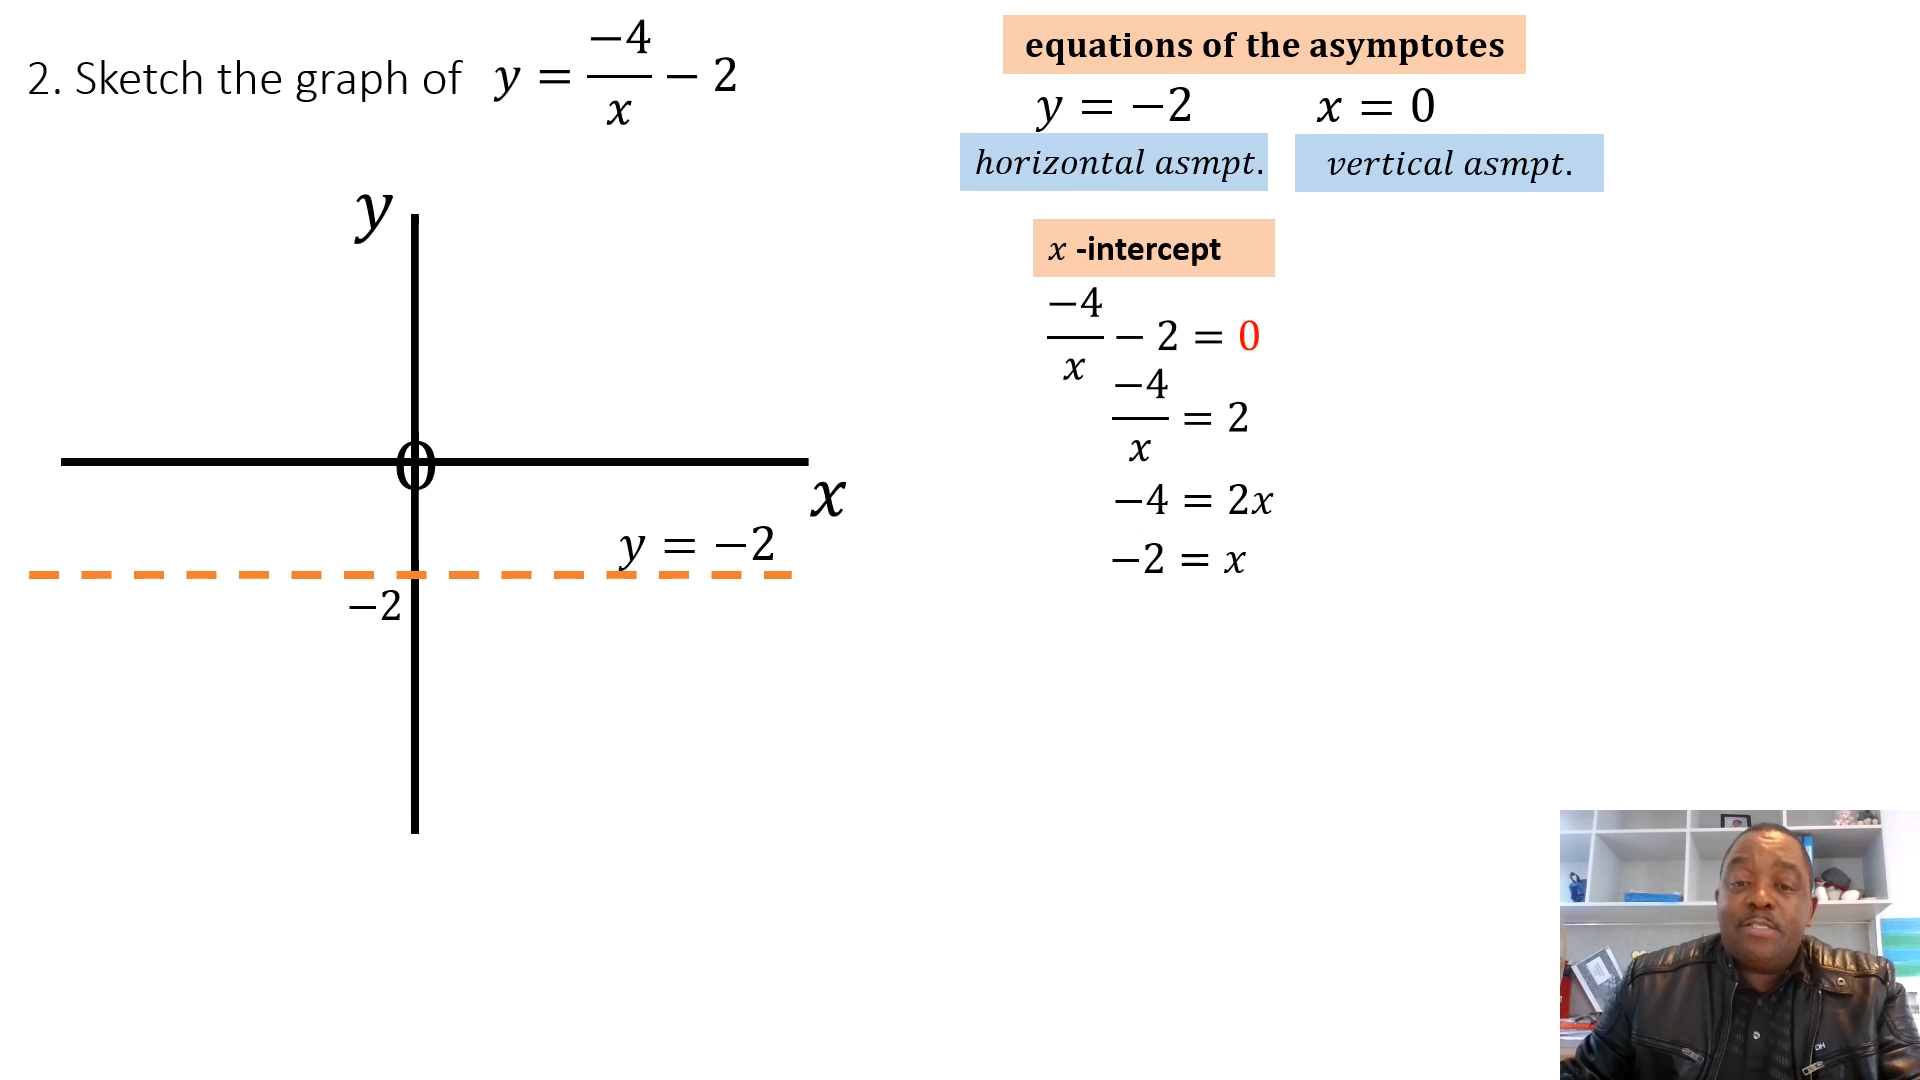 2. Sketch the graph of y = −4/x − 2
equations of the asymptotes
y = −2 x = 0
horizontal asmpt. vertical asmpt.
x -intercept
−4/x − 2 = 0
−4/x = 2
−4 = 2x
−2 = x
y
0
x
y = −2
−2